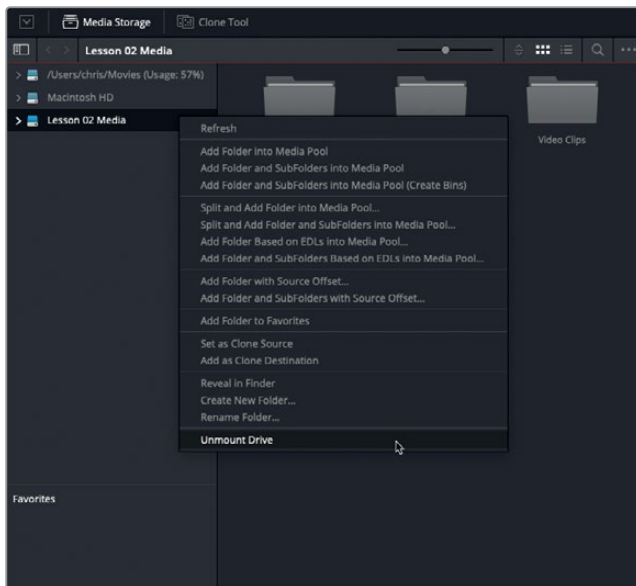 Media Storage Clone Tool
Lesson 02 Media
/Users/chris/Movies (Usage: 57%)
Macintosh HD
Lesson 02 Media
Video Clips
Refresh
Add Folder into Media Pool
Add Folder and SubFolders into Media Pool
Add Folder and SubFolders into Media Pool (Create Bins)
Split and Add Folder into Media Pool...
Split and Add Folder and SubFolders into Media Pool...
Add Folder Based on EDLs into Media Pool...
Add Folder and SubFolders Based on EDLs into Media Pool...
Add Folder with Source Offset...
Add Folder and SubFolders with Source Offset...
Add Folder to Favorites
Set as Clone Source
Add as Clone Destination
Reveal in Finder
Create New Folder...
Rename Folder...
Unmount Drive
Favorites